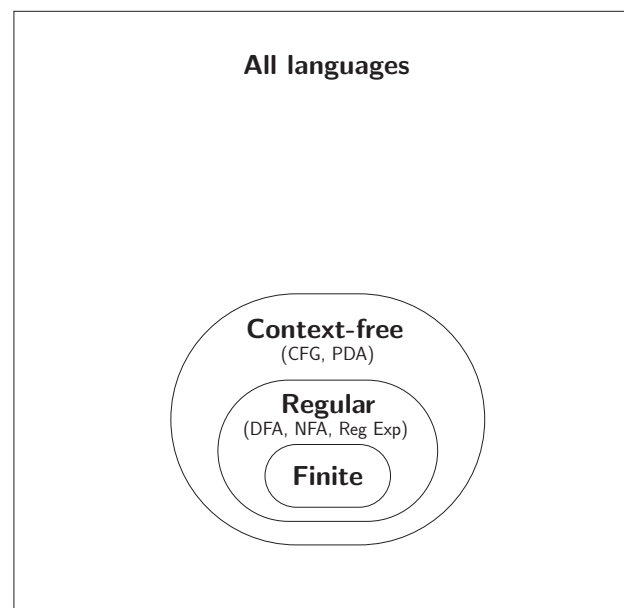 All languages
Context-free
(CFG, PDA)
Regular
(DFA, NFA, Reg Exp)
Finite